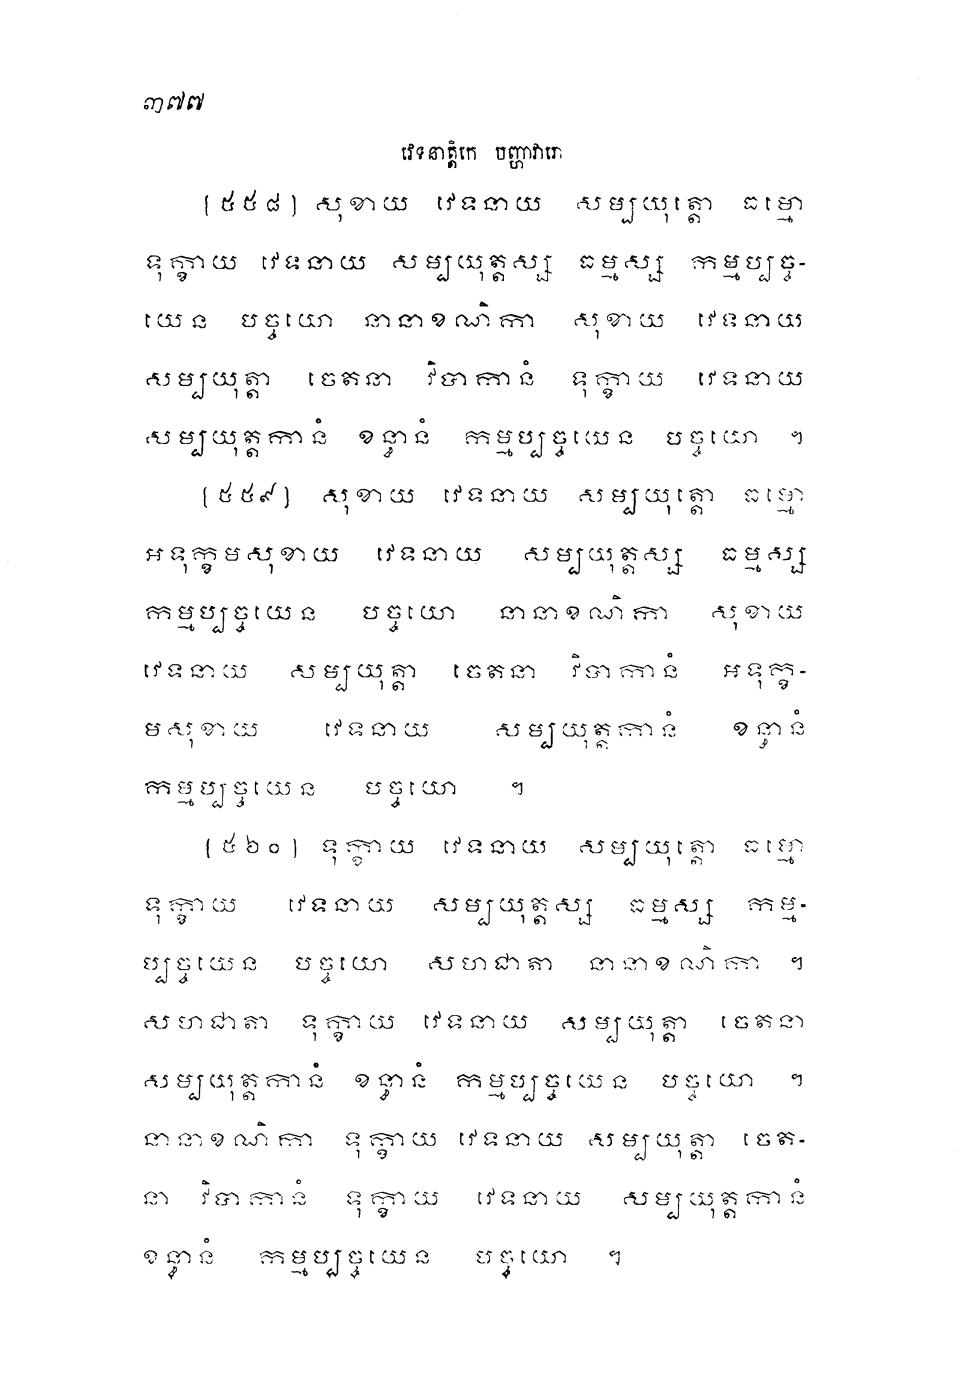 ៣៧៧
វេទនាត្តិកេ បញ្ហាវារោ
(៥៥៨) សុខាយ វេទនាយ សម្បយុត្តោ ធម្មោ
ទុក្ខាយ វេទនាយ សម្បយុត្តស្ស ធម្មស្ស កម្មប្បច្ច-
យេន បច្ចយោ នានាខណិកា សុខាយ វេទនាយ
សម្បយុត្តា ចេតនា វិបាកានំ ទុក្ខាយ វេទនាយ
សម្បយុត្តកានំ ខន្ធានំ កម្មប្បច្ចយេន បច្ចយោ ។
(៥៥៩) សុខាយ វេទនាយ សម្បយុត្តោ ធម្មោ
អទុក្ខមសុខាយ វេទនាយ សម្បយុត្តស្ស ធម្មស្ស
កម្មប្បច្ចយេន បច្ចយោ នានាខណិកា សុខាយ
វេទនាយ សម្បយុត្តា ចេតនា វិបាកានំ អទុក្ខ-
មសុខាយ វេទនាយ សម្បយុត្តកានំ ខន្ធានំ
កម្មប្បច្ចយេន បច្ចយោ ។
(៥៦០) ទុក្ខាយ វេទនាយ សម្បយុត្តោ ធម្មោ
ទុក្ខាយ វេទនាយ សម្បយុត្តស្ស ធម្មស្ស កម្ម-
ប្បច្ចយេន បច្ចយោ សហជាតា នានាខណិកា ។
សហជាតា ទុក្ខាយ វេទនាយ សម្បយុត្តា ចេតនា
សម្បយុត្តកានំ ខន្ធានំ កម្មប្បច្ចយេន បច្ចយោ ។
នានាខណិកា ទុក្ខាយ វេទនាយ សម្បយុត្តា ចេត-
នា វិបាកានំ ទុក្ខាយ វេទនាយ សម្បយុត្តកានំ
ខន្ធានំ កម្មប្បច្ចយេន បច្ចយោ ។